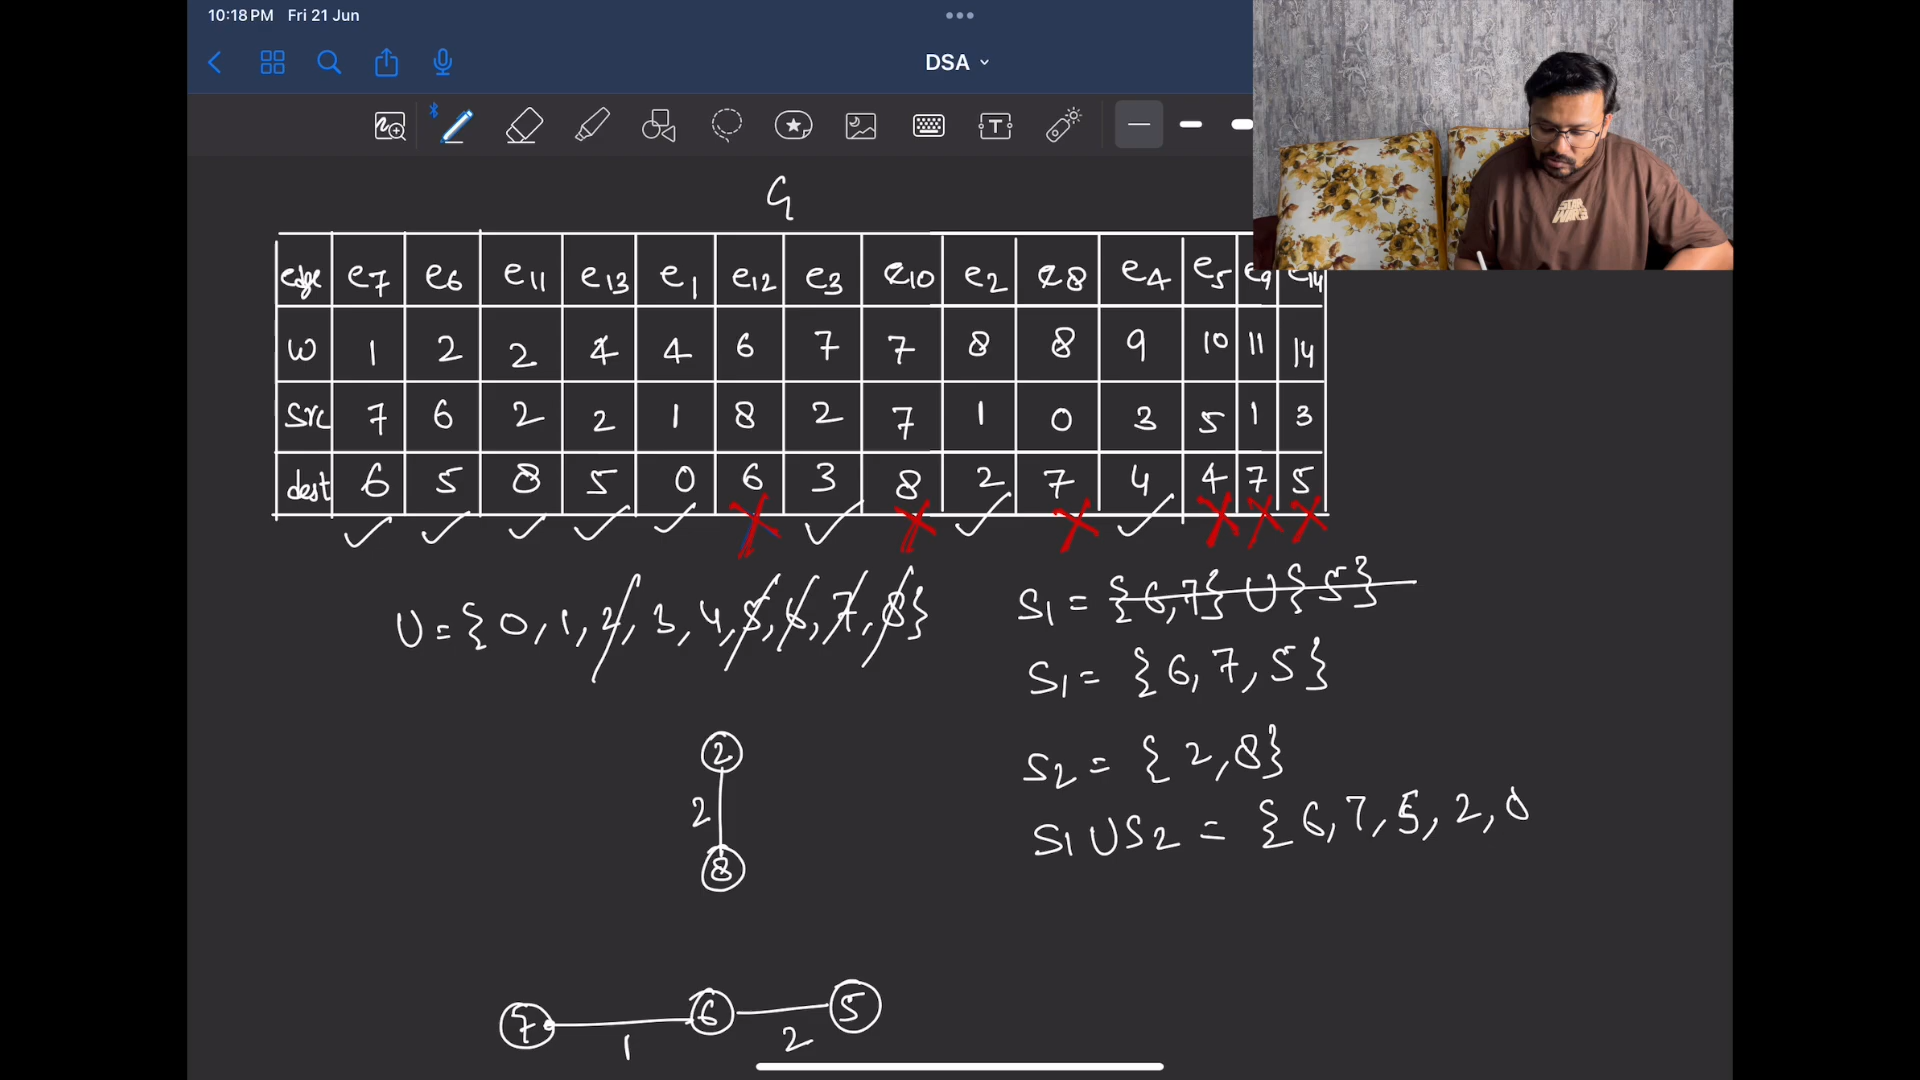 10:18 PM Fri 21 Jun
DSA
T
STAR WARS
G
edge e7 e6 e11 e13 e1 e12 e3 e10 e2 e8 e4 e5 e9 e14
w 1 2 2 4 4 6 7 7 8 8 9 10 11 14
Src 7 6 2 2 1 8 2 7 1 0 3 5 1 3
dest 6 5 8 5 0 6 3 8 2 7 4 4 7 5
U = {0, 1, 2, 3, 4, 5, 6, 7, 8}
S1 = {6,7} U {5}
S1 = {6, 7, 5}
S2 = {2, 8}
S1 U S2 = {6, 7, 5, 2, 
2
2
8
7 6 5
1 2